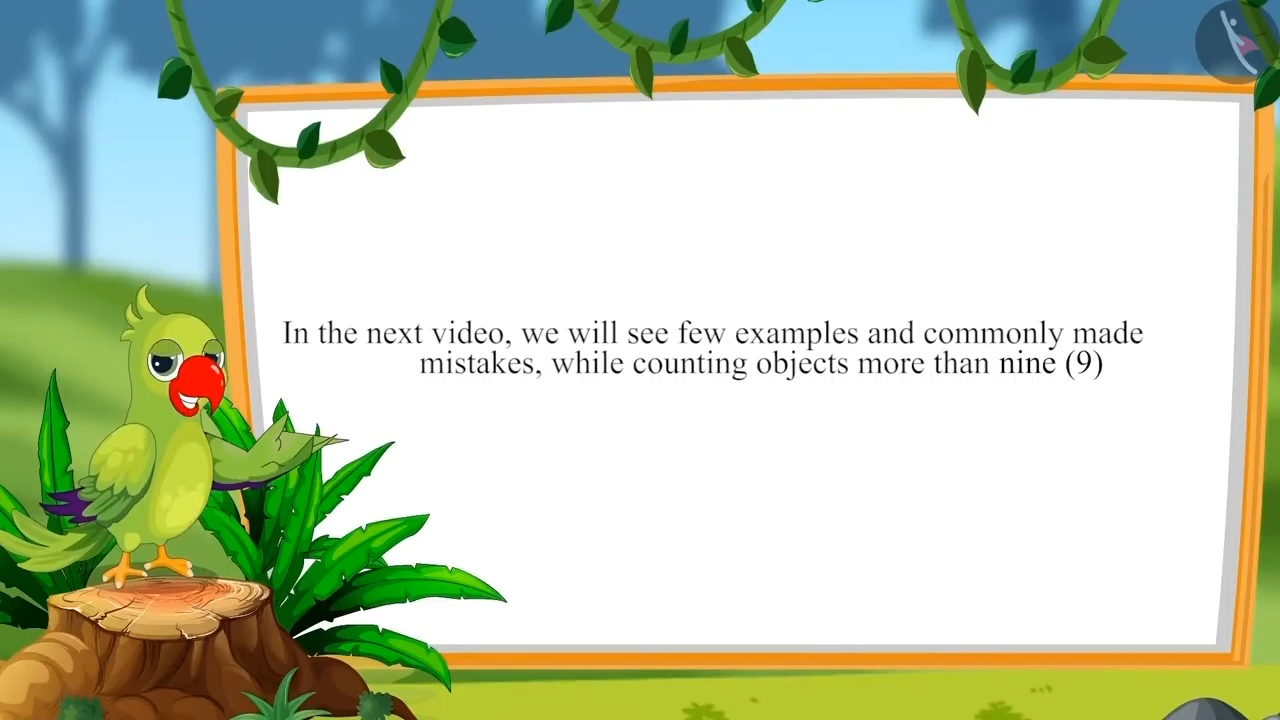 In the next video, we will see few examples and commonly made
mistakes, while counting objects more than nine (9)